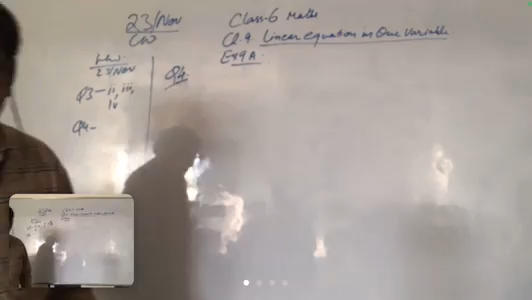 23/Nov
CW
Class-6 Maths
Ch.9 Linear equation in One Variable
Ex 9A
HW
23/Nov
Q3 - ii, iii,
iv
Q4 -
Q4.